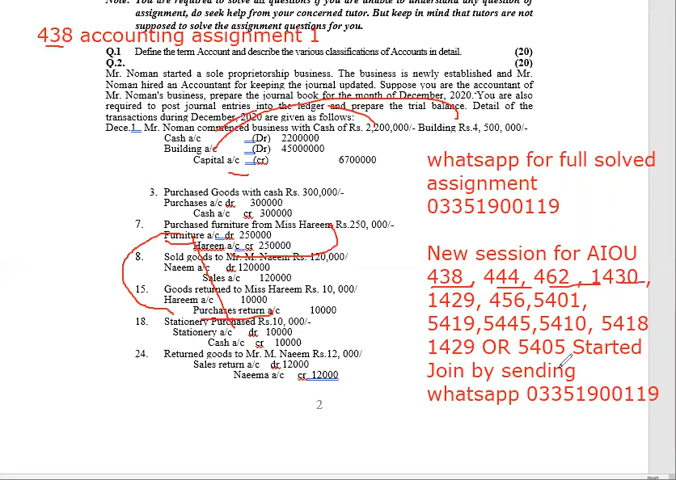 Note: You are required to solve all questions if you are unable to understand any question of
assignment, do seek help from your concerned tutor. But keep in mind that tutors are not
supposed to solve the assignment questions for you.
438 accounting assignment 1
Q.1 Define the term Account and describe the various classifications of Accounts in detail. (20)
Q.2. (20)
Mr. Noman started a sole proprietorship business. The business is newly established and Mr.
Noman hired an Accountant for keeping the journal updated. Suppose you are the accountant of
Mr. Noman's business, prepare the journal book for the month of December, 2020. You are also
required to post journal entries into the ledger and prepare the trial balance. Detail of the
transactions during December, 2020 are given as follows:
Dece.1 Mr. Noman commenced business with Cash of Rs. 2,200,000/- Building Rs.4, 500, 000/-
Cash a/c (Dr) 2200000
Building a/c (Dr) 45000000
Capital a/c (cr) 6700000
3. Purchased Goods with cash Rs. 300,000/-
Purchases a/c dr 300000
Cash a/c cr 300000
7. Purchased furniture from Miss Hareem Rs.250, 000/-
Furniture a/c dr 250000
Hareen a/c cr 250000
8. Sold goods to Mr. M. Naeem Rs. 120,000/
Naeem a/c dr 120000
Sales a/c 120000
15. Goods returned to Miss Hareem Rs. 10, 000/
Hareem a/c 10000
Purchases return a/c 10000
18. Stationery Purchased Rs.10, 000/-
Stationery a/c dr 10000
Cash a/c cr 10000
24. Returned goods to Mr. M. Naeem Rs.12, 000/
Sales return a/c dr 12000
Naeema a/c cr 12000
2
whatsapp for full solved
assignment
03351900119
New session for AIOU
438 , 444, 462 , 1430 ,
1429, 456,5401,
5419,5445,5410, 5418
1429 OR 5405 Started
Join by sending
whatsapp 03351900119